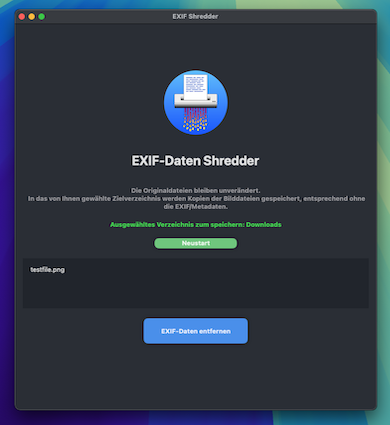 EXIF Shredder
EXIF-Daten Shredder
Die Originaldateien bleiben unverändert.
In das von Ihnen gewählte Zielverzeichnis werden Kopien der Bilddateien gespeichert, entsprechend ohne
die EXIF/Metadaten.
Ausgewähltes Verzeichnis zum speichern: Downloads
Neustart
testfile.png
EXIF-Daten entfernen